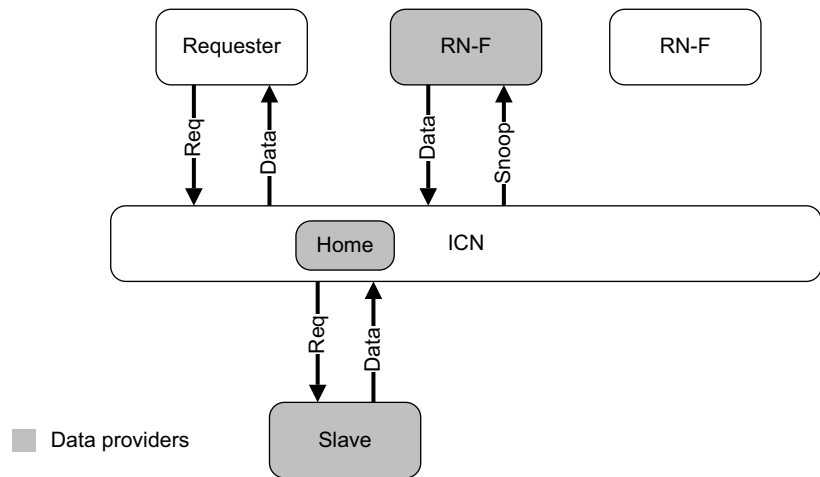 Requester
RN-F
RN-F
Req
Data
Data
Snoop
Home
ICN
Req
Data
Slave
Data providers